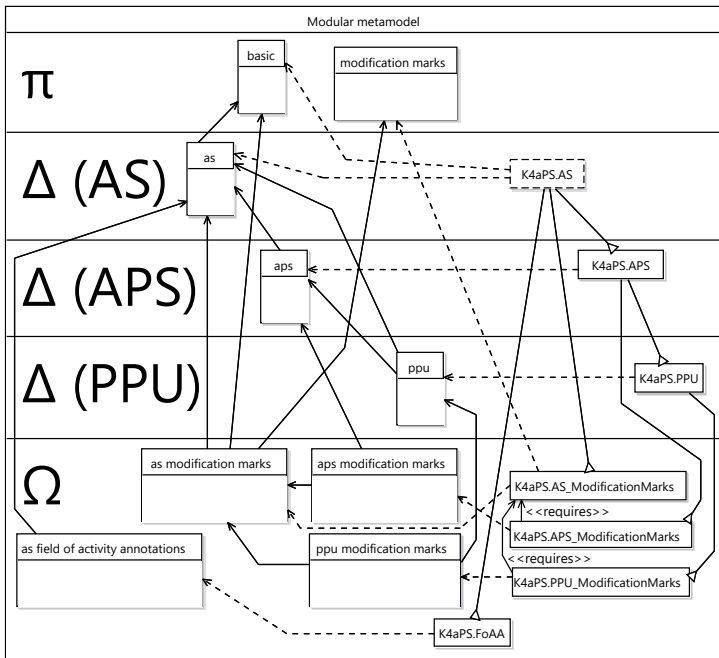 Modular metamodel
π
basic
modification marks
Δ (AS)
as
K4aPS.AS
Δ (APS)
aps
K4aPS.APS
Δ (PPU)
ppu
K4aPS.PPU
Ω
as modification marks
aps modification marks
K4aPS.AS_ModificationMarks
<<requires>>
K4aPS.APS_ModificationMarks
as field of activity annotations
ppu modification marks
<<requires>>
K4aPS.PPU_ModificationMarks
K4aPS.FoAA